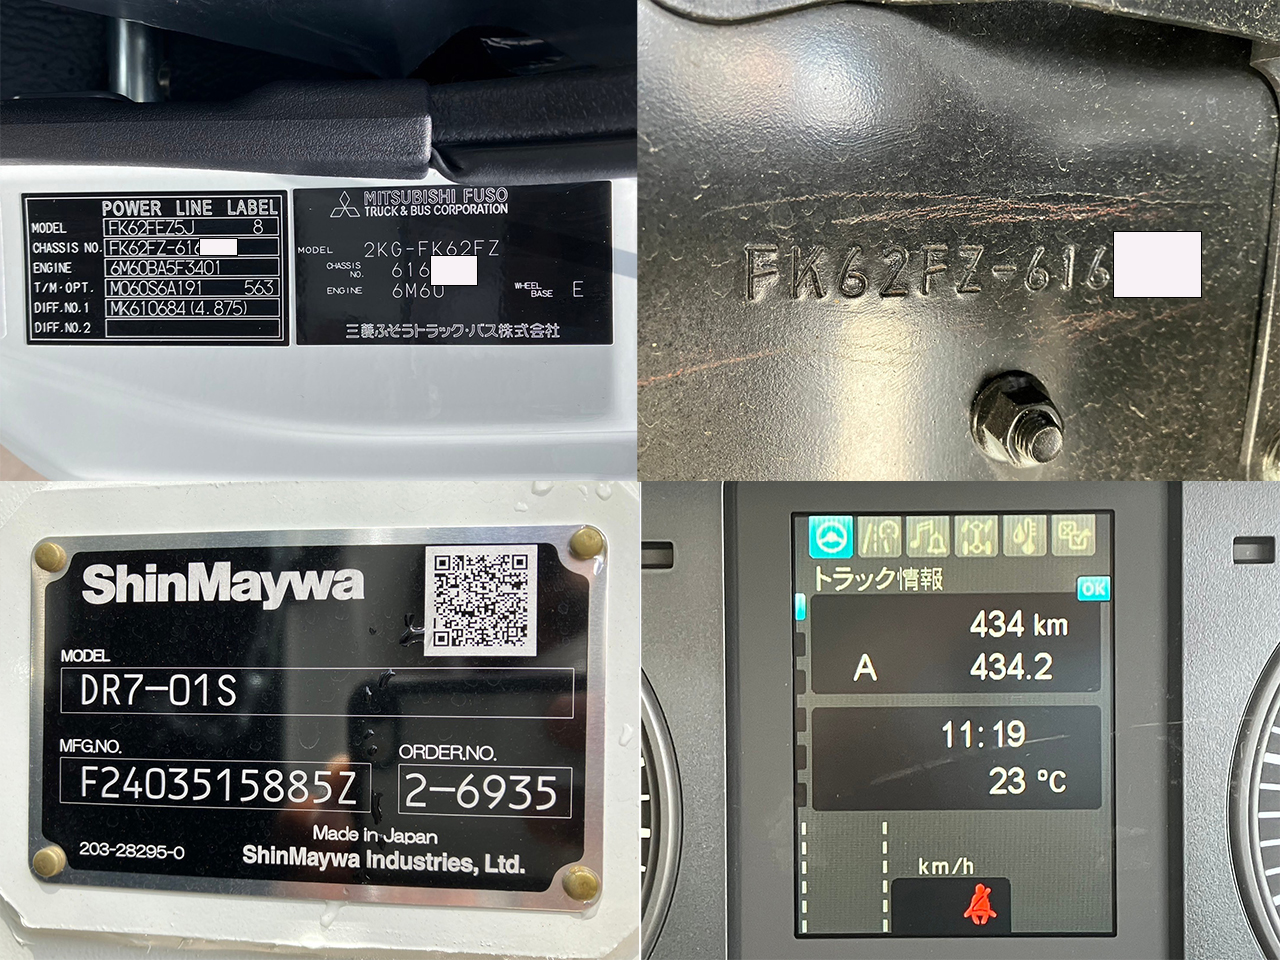 POWER LINE LABEL
MODEL FK62FEZ5J 8
CHASSIS NO. FK62FZ-616
ENGINE 6M60BA5F3401
T/M·OPT. M060S6A191 563
DIFF.NO.1 MK610684(4.875)
DIFF.NO.2
MITSUBISHI FUSO
TRUCK & BUS CORPORATION
MODEL 2KG-FK62FZ
CHASSIS NO. 616
ENGINE 6M60 WHEEL BASE E
三菱ふそうトラック・バス株式会社
FK62FZ-616
ShinMaywa
MODEL
DR7-01S
MFG.NO. ORDER.NO.
F2403515885Z 2-6935
Made in Japan
203-28295-0 ShinMaywa Industries, Ltd.
トラック情報
OK
434 km
A 434.2
11:19
23 °C
km/h